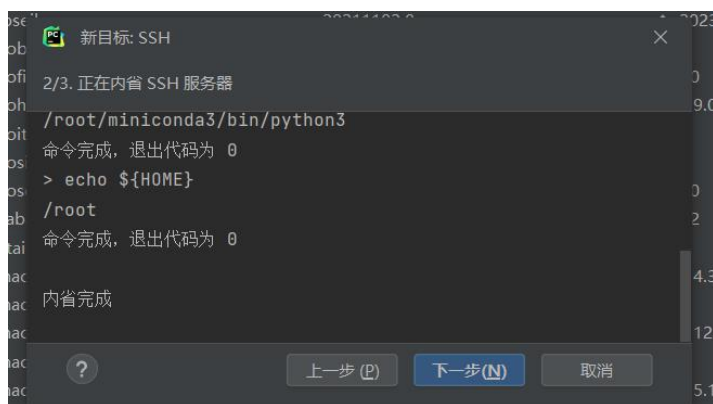 20211182.0
新目标: SSH
2/3. 正在内省 SSH 服务器
/root/miniconda3/bin/python3
命令完成，退出代码为 0
> echo ${HOME}
/root
命令完成，退出代码为 0
内省完成
?
上一步 (P)
下一步(N)
取消